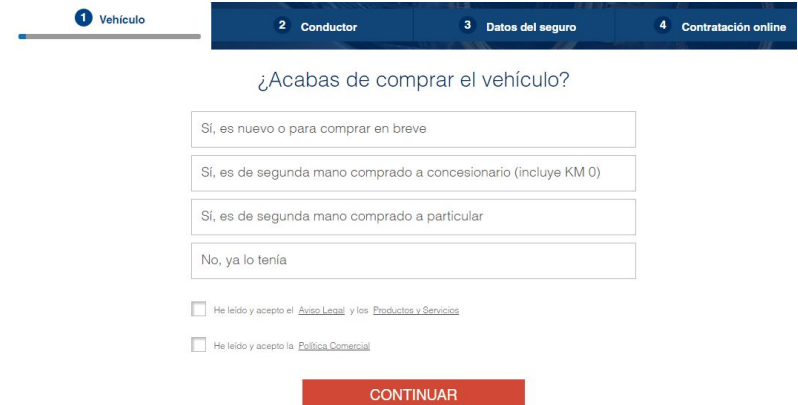 1 Vehículo
2 Conductor
3 Datos del seguro
4 Contratación online
¿Acabas de comprar el vehículo?
Sí, es nuevo o para comprar en breve
Sí, es de segunda mano comprado a concesionario (incluye KM 0)
Sí, es de segunda mano comprado a particular
No, ya lo tenía
He leído y acepto el Aviso Legal y los Productos y Servicios
He leído y acepto la Política Comercial
CONTINUAR